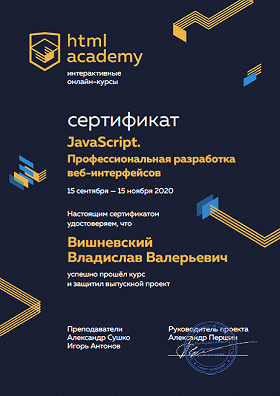 html
academy
интерактивные
онлайн-курсы
сертификат
JavaScript.
Профессиональная разработка
веб-интерфейсов
15 сентября — 15 ноября 2020
Настоящим сертификатом
удостоверяем, что
Вишневский
Владислав Валерьевич
успешно прошёл курс
и защитил выпускной проект
Преподаватели
Александр Сушко
Игорь Антонов
Руководитель проекта
Александр Першин